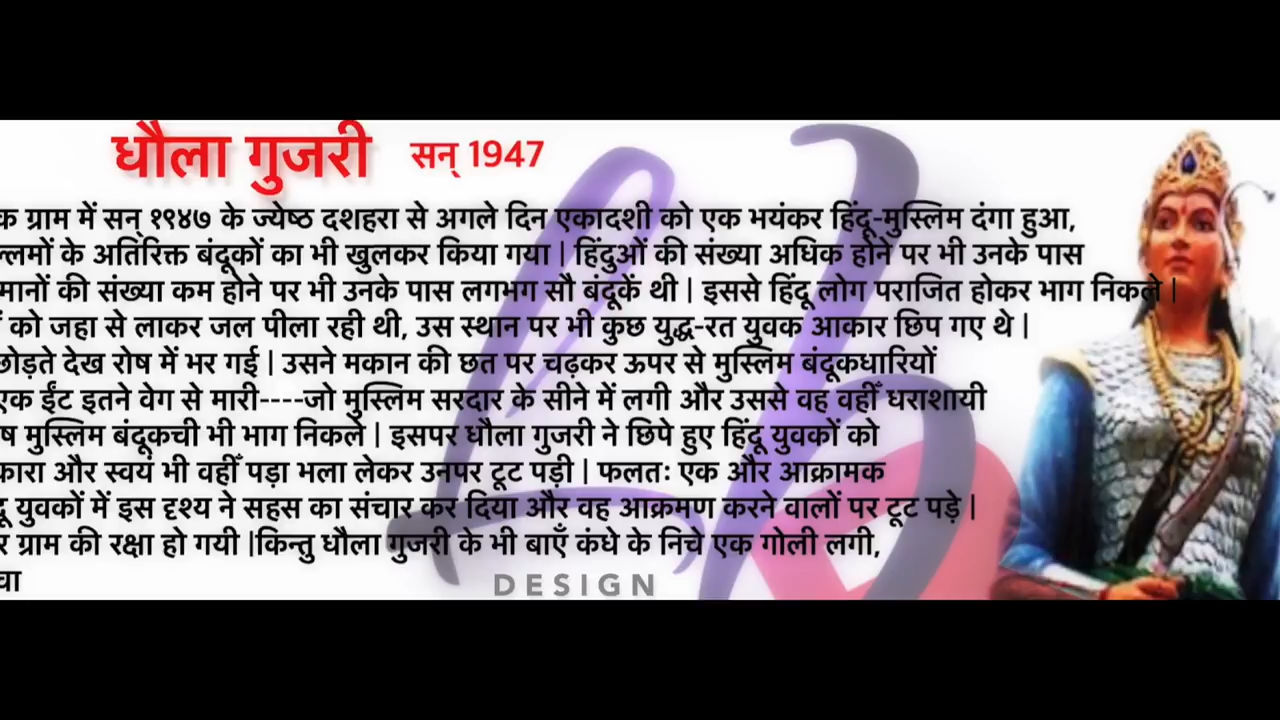 धौला गुजरी सन् 1947
क ग्राम में सन् १९४७ के ज्येष्ठ दशहरा से अगले दिन एकादशी को एक भयंकर हिंदू-मुस्लिम दंगा हुआ,
ल्लमों के अतिरिक्त बंदूकों का भी खुलकर किया गया | हिंदुओं की संख्या अधिक होने पर भी उनके पास
मानों की संख्या कम होने पर भी उनके पास लगभग सौ बंदूकें थी | इससे हिंदू लोग पराजित होकर भाग निकले |
को जहा से लाकर जल पीला रही थी, उस स्थान पर भी कुछ युद्ध-रत युवक आकार छिप गए थे |
छोड़ते देख रोष में भर गई | उसने मकान की छत पर चढ़कर ऊपर से मुस्लिम बंदूकधारियों
एक ईंट इतने वेग से मारी----जो मुस्लिम सरदार के सीने में लगी और उससे वह वहीँ धराशायी
ष मुस्लिम बंदूकची भी भाग निकले | इसपर धौला गुजरी ने छिपे हुए हिंदू युवकों को
कारा और स्वयं भी वहीँ पड़ा भला लेकर उनपर टूट पड़ी | फलतः एक और आक्रामक
दू युवकों में इस दृश्य ने सहस का संचार कर दिया और वह आक्रमण करने वालों पर टूट पड़े |
र ग्राम की रक्षा हो गयी |किन्तु धौला गुजरी के भी बाएँ कंधे के निचे एक गोली लगी,
वा
DESIGN